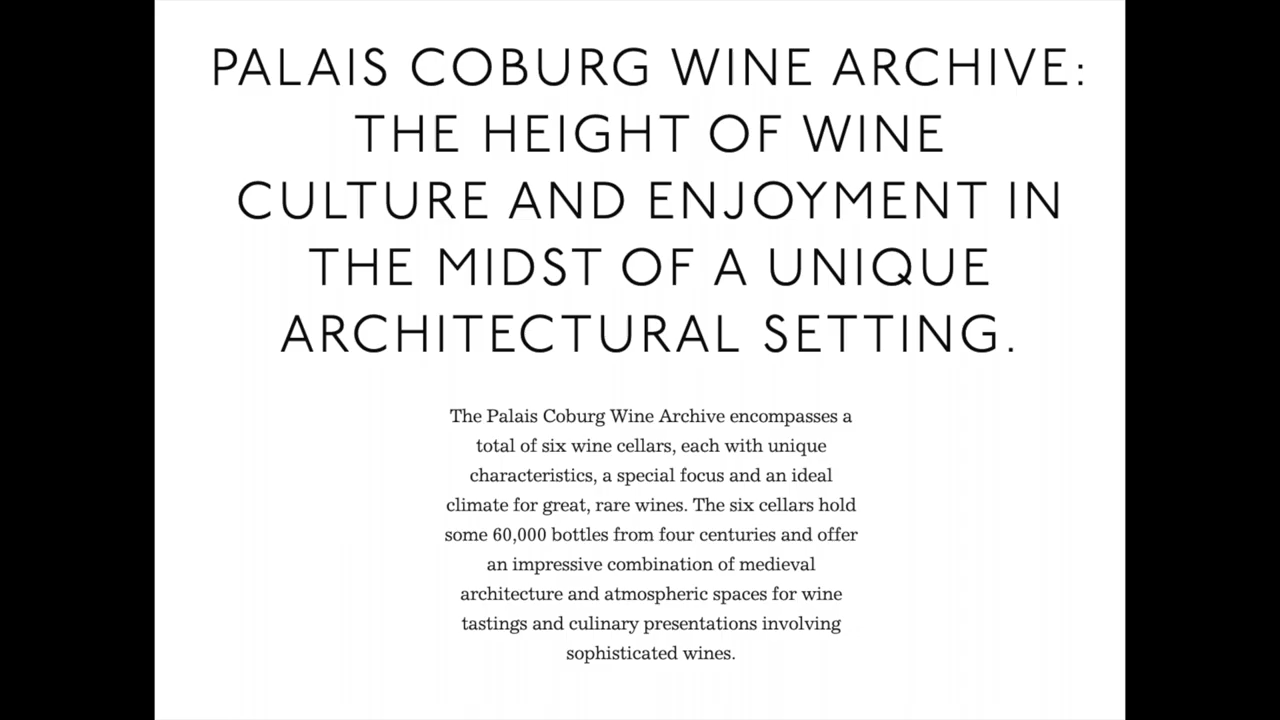 PALAIS COBURG WINE ARCHIVE:
THE HEIGHT OF WINE
CULTURE AND ENJOYMENT IN
THE MIDST OF A UNIQUE
ARCHITECTURAL SETTING.
The Palais Coburg Wine Archive encompasses a
total of six wine cellars, each with unique
characteristics, a special focus and an ideal
climate for great, rare wines. The six cellars hold
some 60,000 bottles from four centuries and offer
an impressive combination of medieval
architecture and atmospheric spaces for wine
tastings and culinary presentations involving
sophisticated wines.